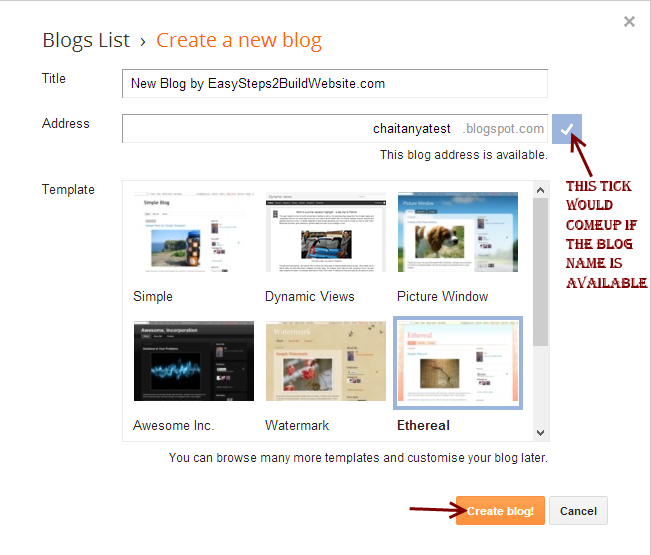 Blogs List › Create a new blog
Title
New Blog by EasySteps2BuildWebsite.com
Address
chaitanyatest .blogspot.com
This blog address is available.
THIS TICK
WOULD
COMEUP IF
THE BLOG
NAME IS
AVAILABLE
Template
Simple Blog
Dynamic views
Picture Window
Simple
Dynamic Views
Picture Window
Awesome, Incorporation
Watermark
Ethereal
Awesome Inc.
Watermark
Ethereal
You can browse many more templates and customise your blog later.
Create blog!
Cancel